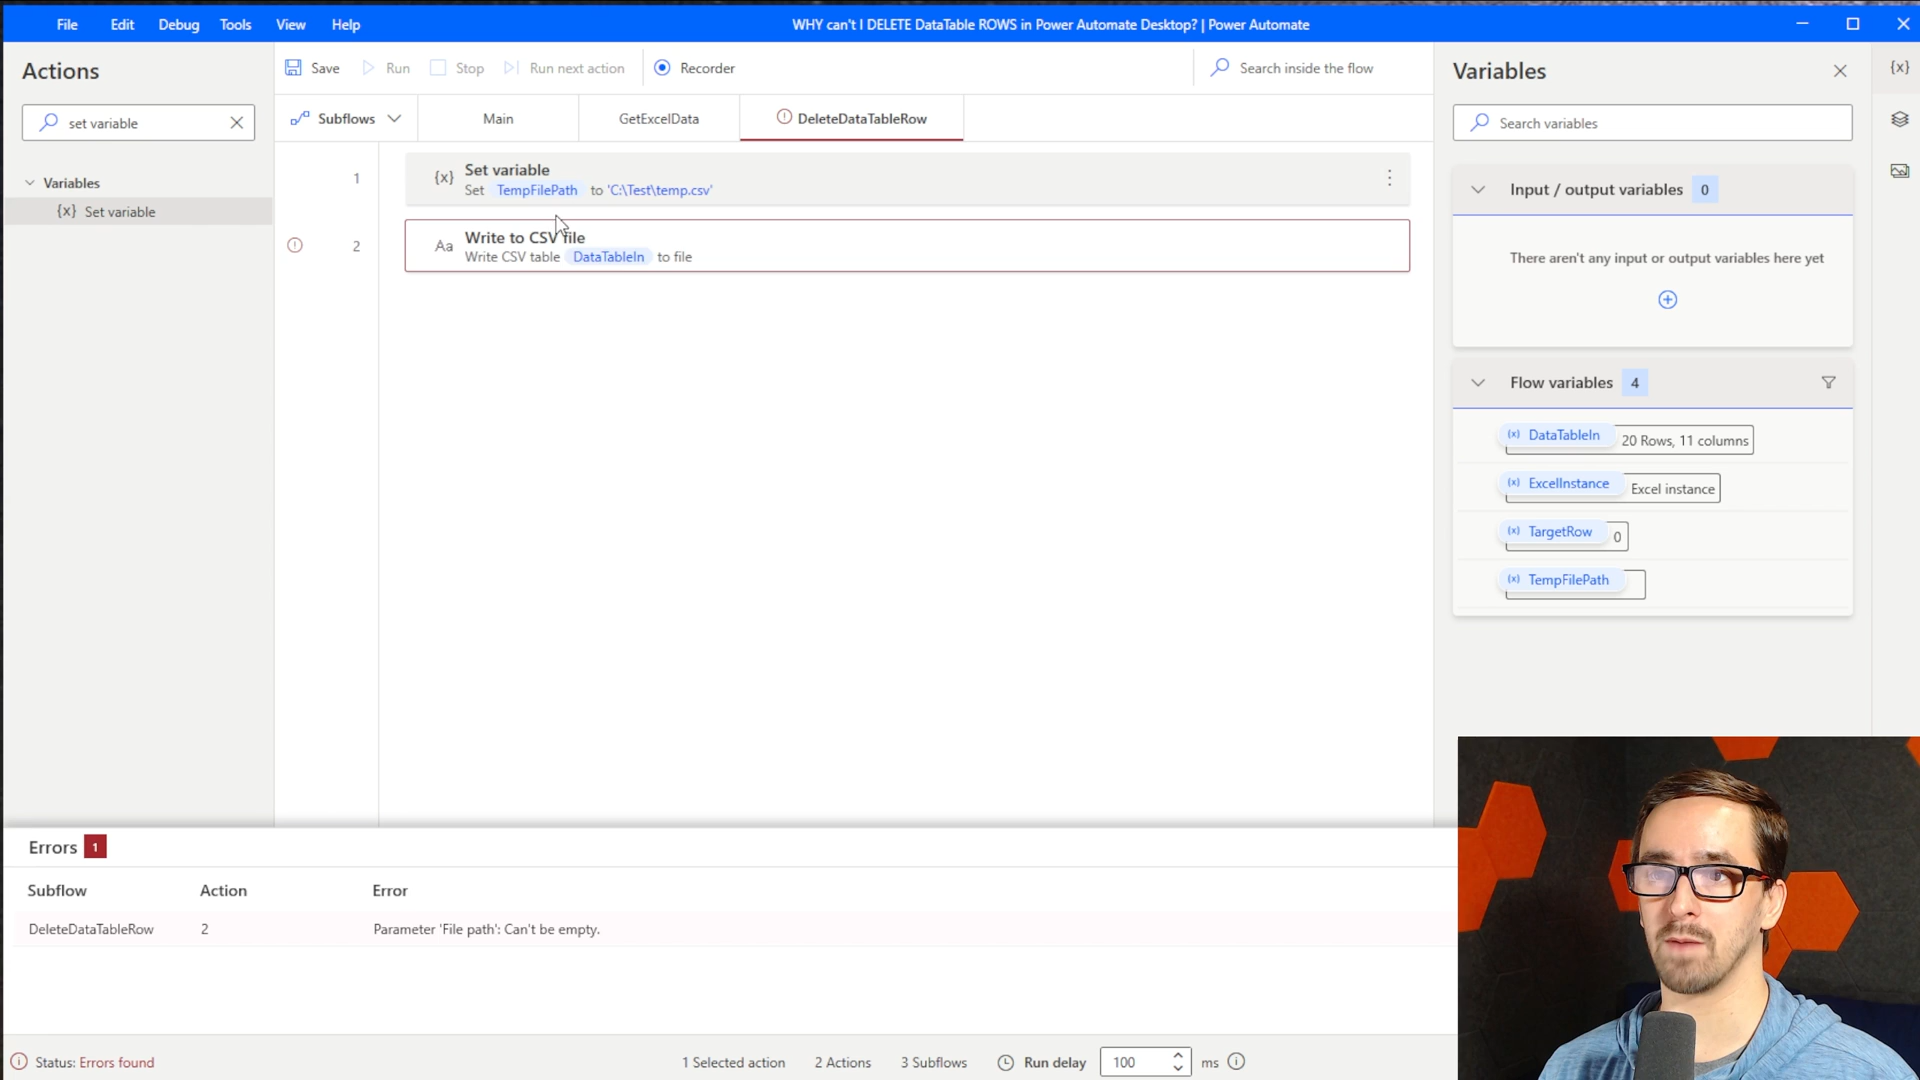 File Edit Debug Tools View Help WHY can't I DELETE DataTable ROWS in Power Automate Desktop? | Power Automate
Actions
set variable
Variables
{x} Set variable
Save Run Stop Run next action Recorder Search inside the flow
Subflows Main GetExcelData DeleteDataTableRow
1 {x} Set variable
Set TempFilePath to 'C:\Test\temp.csv'
2 Aa Write to CSV file
Write CSV table DataTableIn to file
Variables
{x}
Search variables
Input / output variables 0
There aren't any input or output variables here yet
Flow variables 4
(x) DataTableIn 20 Rows, 11 columns
(x) ExcelInstance Excel instance
(x) TargetRow 0
(x) TempFilePath
Errors 1
Subflow Action Error
DeleteDataTableRow 2 Parameter 'File path': Can't be empty.
Status: Errors found 1 Selected action 2 Actions 3 Subflows Run delay 100 ms